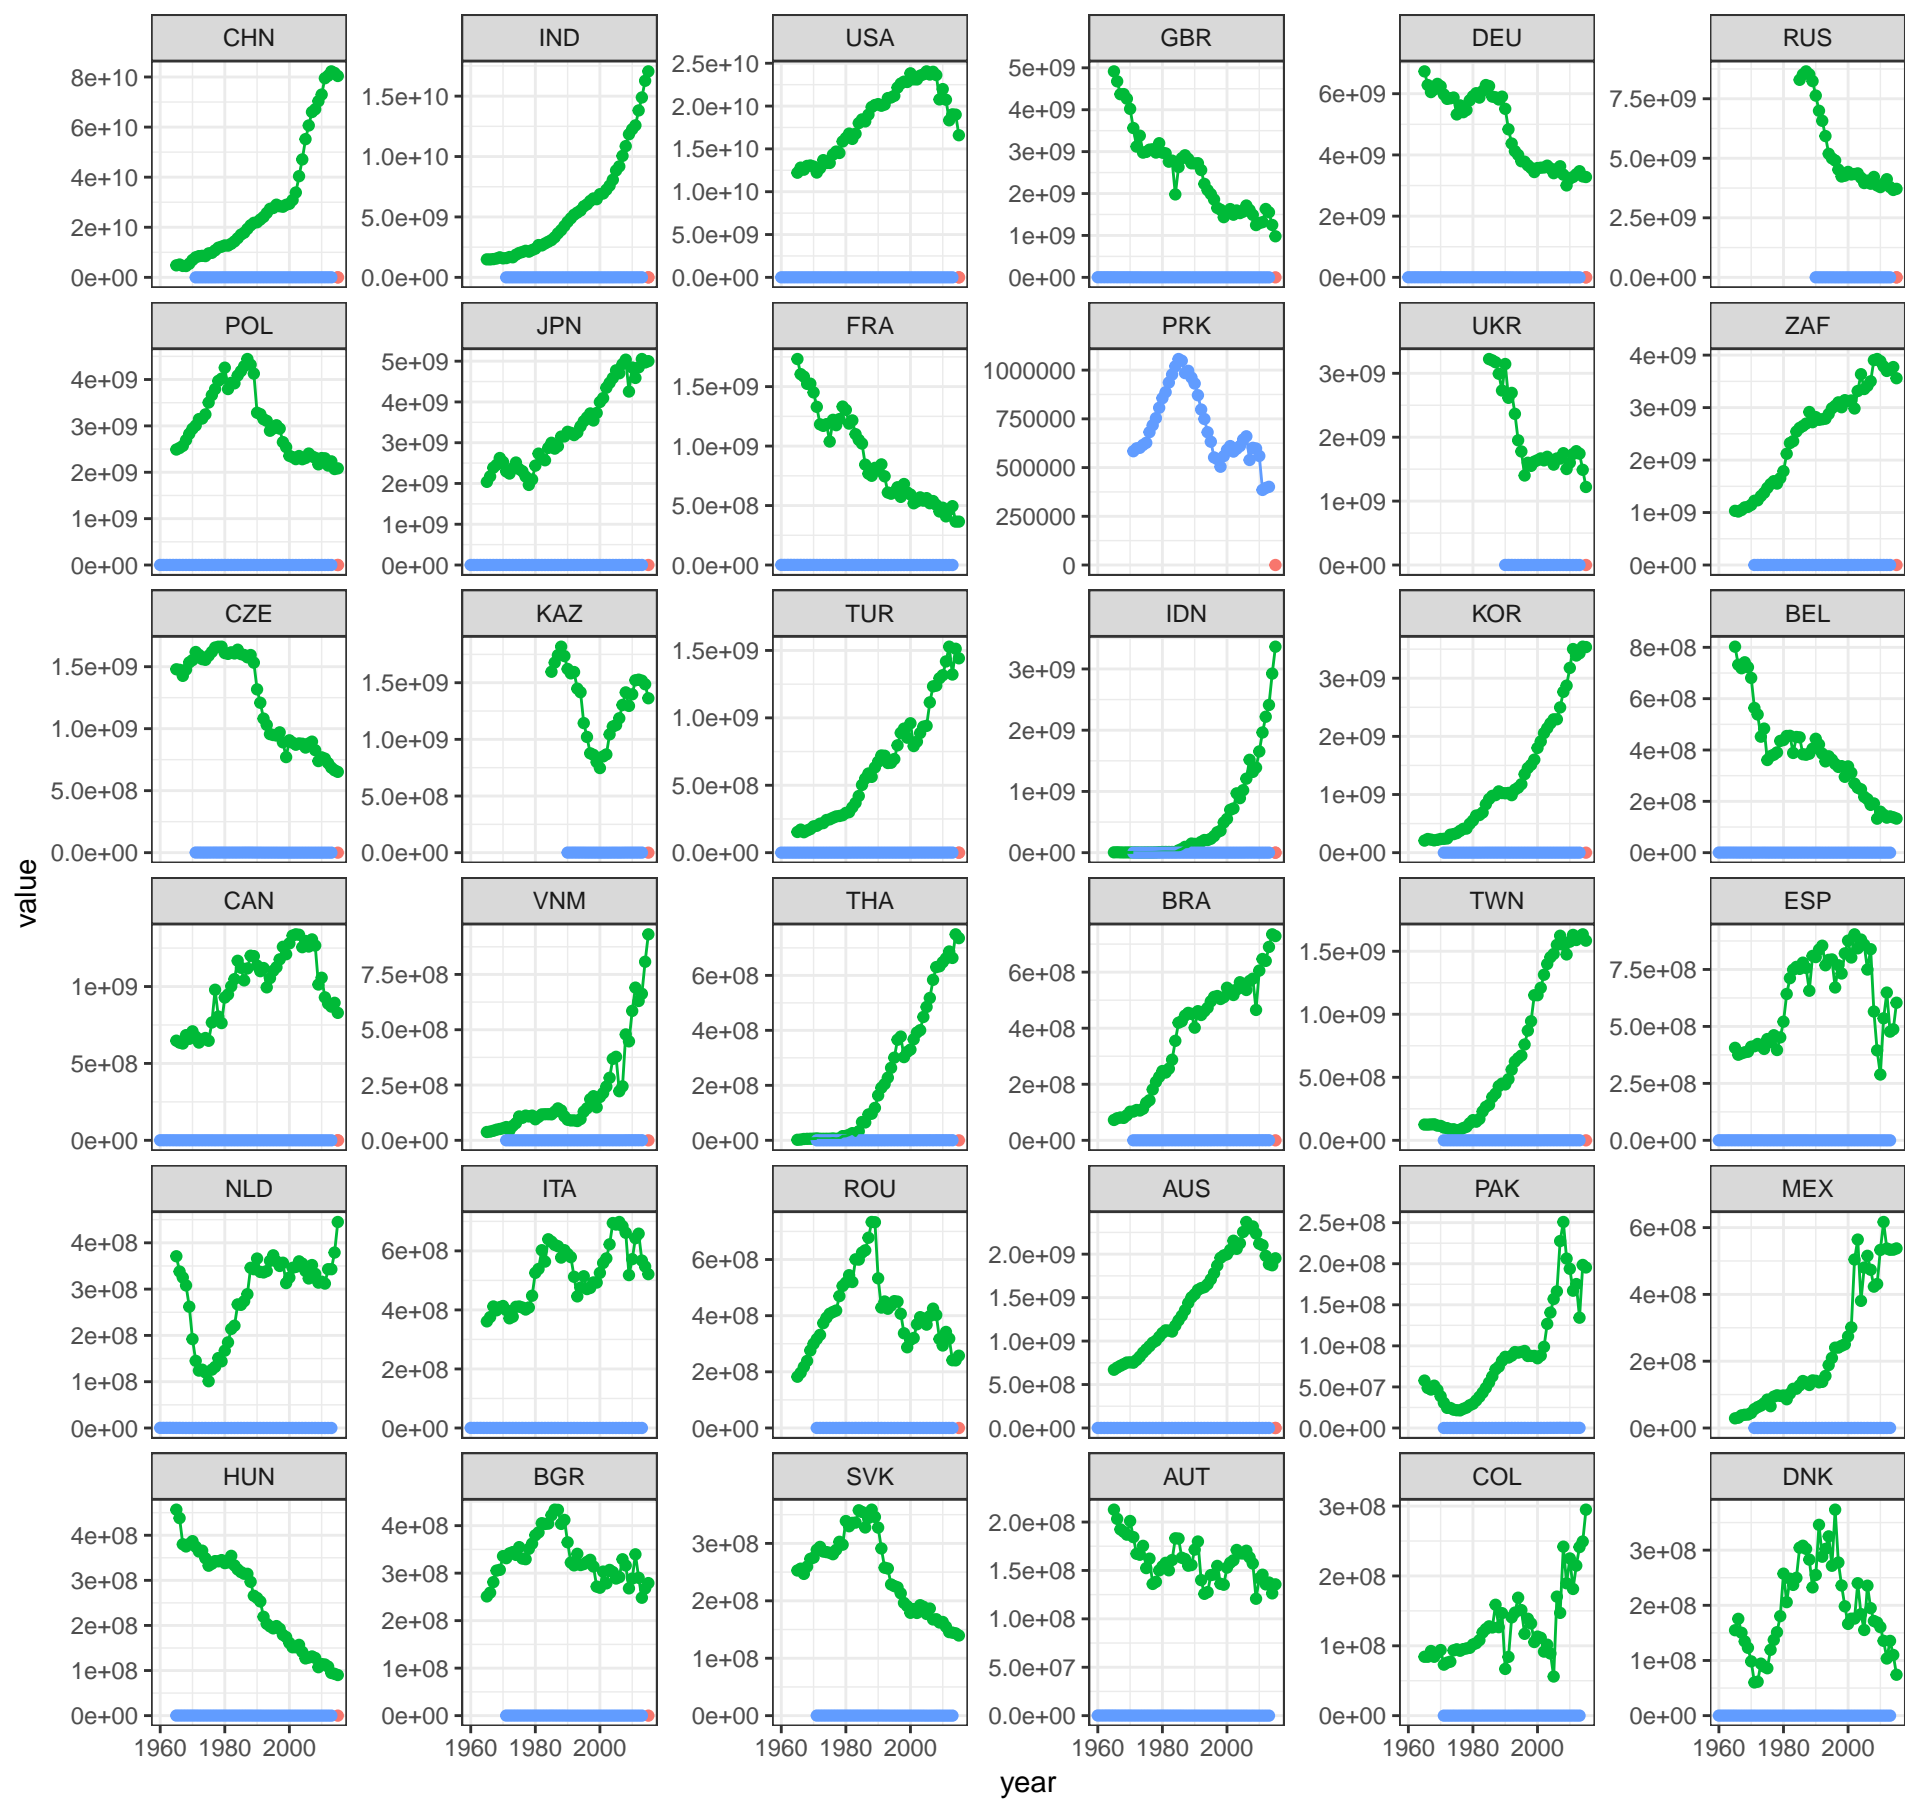 CHN IND USA GBR DEU RUS
8e+10 6e+10 4e+10 2e+10 0e+00
1.5e+10 1.0e+10 5.0e+09 0.0e+00
2.5e+10 2.0e+10 1.5e+10 1.0e+10 5.0e+09 0.0e+00
5e+09 4e+09 3e+09 2e+09 1e+09 0e+00
6e+09 4e+09 2e+09 0e+00
7.5e+09 5.0e+09 2.5e+09 0.0e+00
POL JPN FRA PRK UKR ZAF
4e+09 3e+09 2e+09 1e+09 0e+00
5e+09 4e+09 3e+09 2e+09 1e+09 0e+00
1.5e+09 1.0e+09 5.0e+08 0.0e+00
1000000 750000 500000 250000 0
3e+09 2e+09 1e+09 0e+00
4e+09 3e+09 2e+09 1e+09 0e+00
CZE KAZ TUR IDN KOR BEL
1.5e+09 1.0e+09 5.0e+08 0.0e+00
1.5e+09 1.0e+09 5.0e+08 0.0e+00
1.5e+09 1.0e+09 5.0e+08 0.0e+00
3e+09 2e+09 1e+09 0e+00
3e+09 2e+09 1e+09 0e+00
8e+08 6e+08 4e+08 2e+08 0e+00
value
CAN VNM THA BRA TWN ESP
1e+09 5e+08 0e+00
7.5e+08 5.0e+08 2.5e+08 0.0e+00
6e+08 4e+08 2e+08 0e+00
6e+08 4e+08 2e+08 0e+00
1.5e+09 1.0e+09 5.0e+08 0.0e+00
7.5e+08 5.0e+08 2.5e+08 0.0e+00
NLD ITA ROU AUS PAK MEX
4e+08 3e+08 2e+08 1e+08 0e+00
6e+08 4e+08 2e+08 0e+00
6e+08 4e+08 2e+08 0e+00
2.0e+09 1.5e+09 1.0e+09 5.0e+08 0.0e+00
2.5e+08 2.0e+08 1.5e+08 1.0e+08 5.0e+07 0.0e+00
6e+08 4e+08 2e+08 0e+00
HUN BGR SVK AUT COL DNK
4e+08 3e+08 2e+08 1e+08 0e+00
4e+08 3e+08 2e+08 1e+08 0e+00
3e+08 2e+08 1e+08 0e+00
2.0e+08 1.5e+08 1.0e+08 5.0e+07 0.0e+00
3e+08 2e+08 1e+08 0e+00
3e+08 2e+08 1e+08 0e+00
1960 1980 2000 1960 1980 2000 1960 1980 2000 1960 1980 2000 1960 1980 2000 1960 1980 2000
year